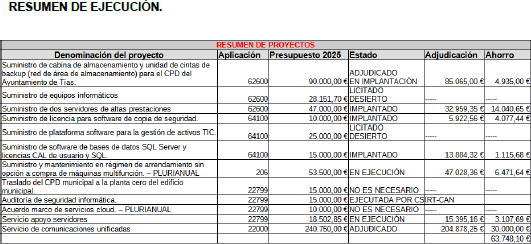 RESUMEN DE EJECUCIÓN.
RESUMEN DE PROYECTOS
Denominación del proyecto Aplicación Presupuesto 2025 Estado Adjudicación Ahorro
Suministro de cabina de almacenamiento y unidad de cintas de
backup (red de área de almacenamiento) para el CPD del
Ayuntamiento de Tías. 62600 90.000,00 € ADJUDICADO EN IMPLANTACIÓN 85.065,00 € 4.935,00 €
Suministro de equipos informáticos 62600 28.151,70 € LICITADO DESIERTO ----- -----
Suministro de dos servidores de altas prestaciones 62600 47.000,00 € IMPLANTADO 32.959,35 € 14.040,65 €
Suministro de licencia para software de copia de seguridad. 64100 10.000,00 € IMPLANTADO 5.922,56 € 4.077,44 €
Suministro de plataforma software para la gestión de activos TIC. 64100 25.000,00 € LICITADO DESIERTO ----- -----
Suministro de software de bases de datos SQL Server y
licencias CAL de usuario y SQL. 64100 15.000,00 € IMPLANTADO 13.884,32 € 1.115,68 €
Suministro y mantenimiento en régimen de arrendamiento sin
opción a compra de máquinas multifunción. – PLURIANUAL 206 53.500,00 € EN EJECUCIÓN 47.028,36 € 6.471,64 €
Traslado del CPD municipal a la planta cero del edificio
municipal. 22799 15.000,00 € NO ES NECESARIO ----- -----
Auditoría de seguridad informática. 22799 15.000,00 € EJECUTADA POR CSIRT-CAN
Acuerdo marco de servicios cloud. – PLURIANUAL 22799 10.000,00 € NO ES NECESARIO ----- -----
Servicio apoyo servidores 22799 18.502,85 € EN EJECUCIÓN 15.395,16 € 3.107,69 €
Servicio de comunicaciones unificadas 22000 240.750,00 € ADJUDICADO 204.878,25 € 30.000,00 €
63.748,10 €